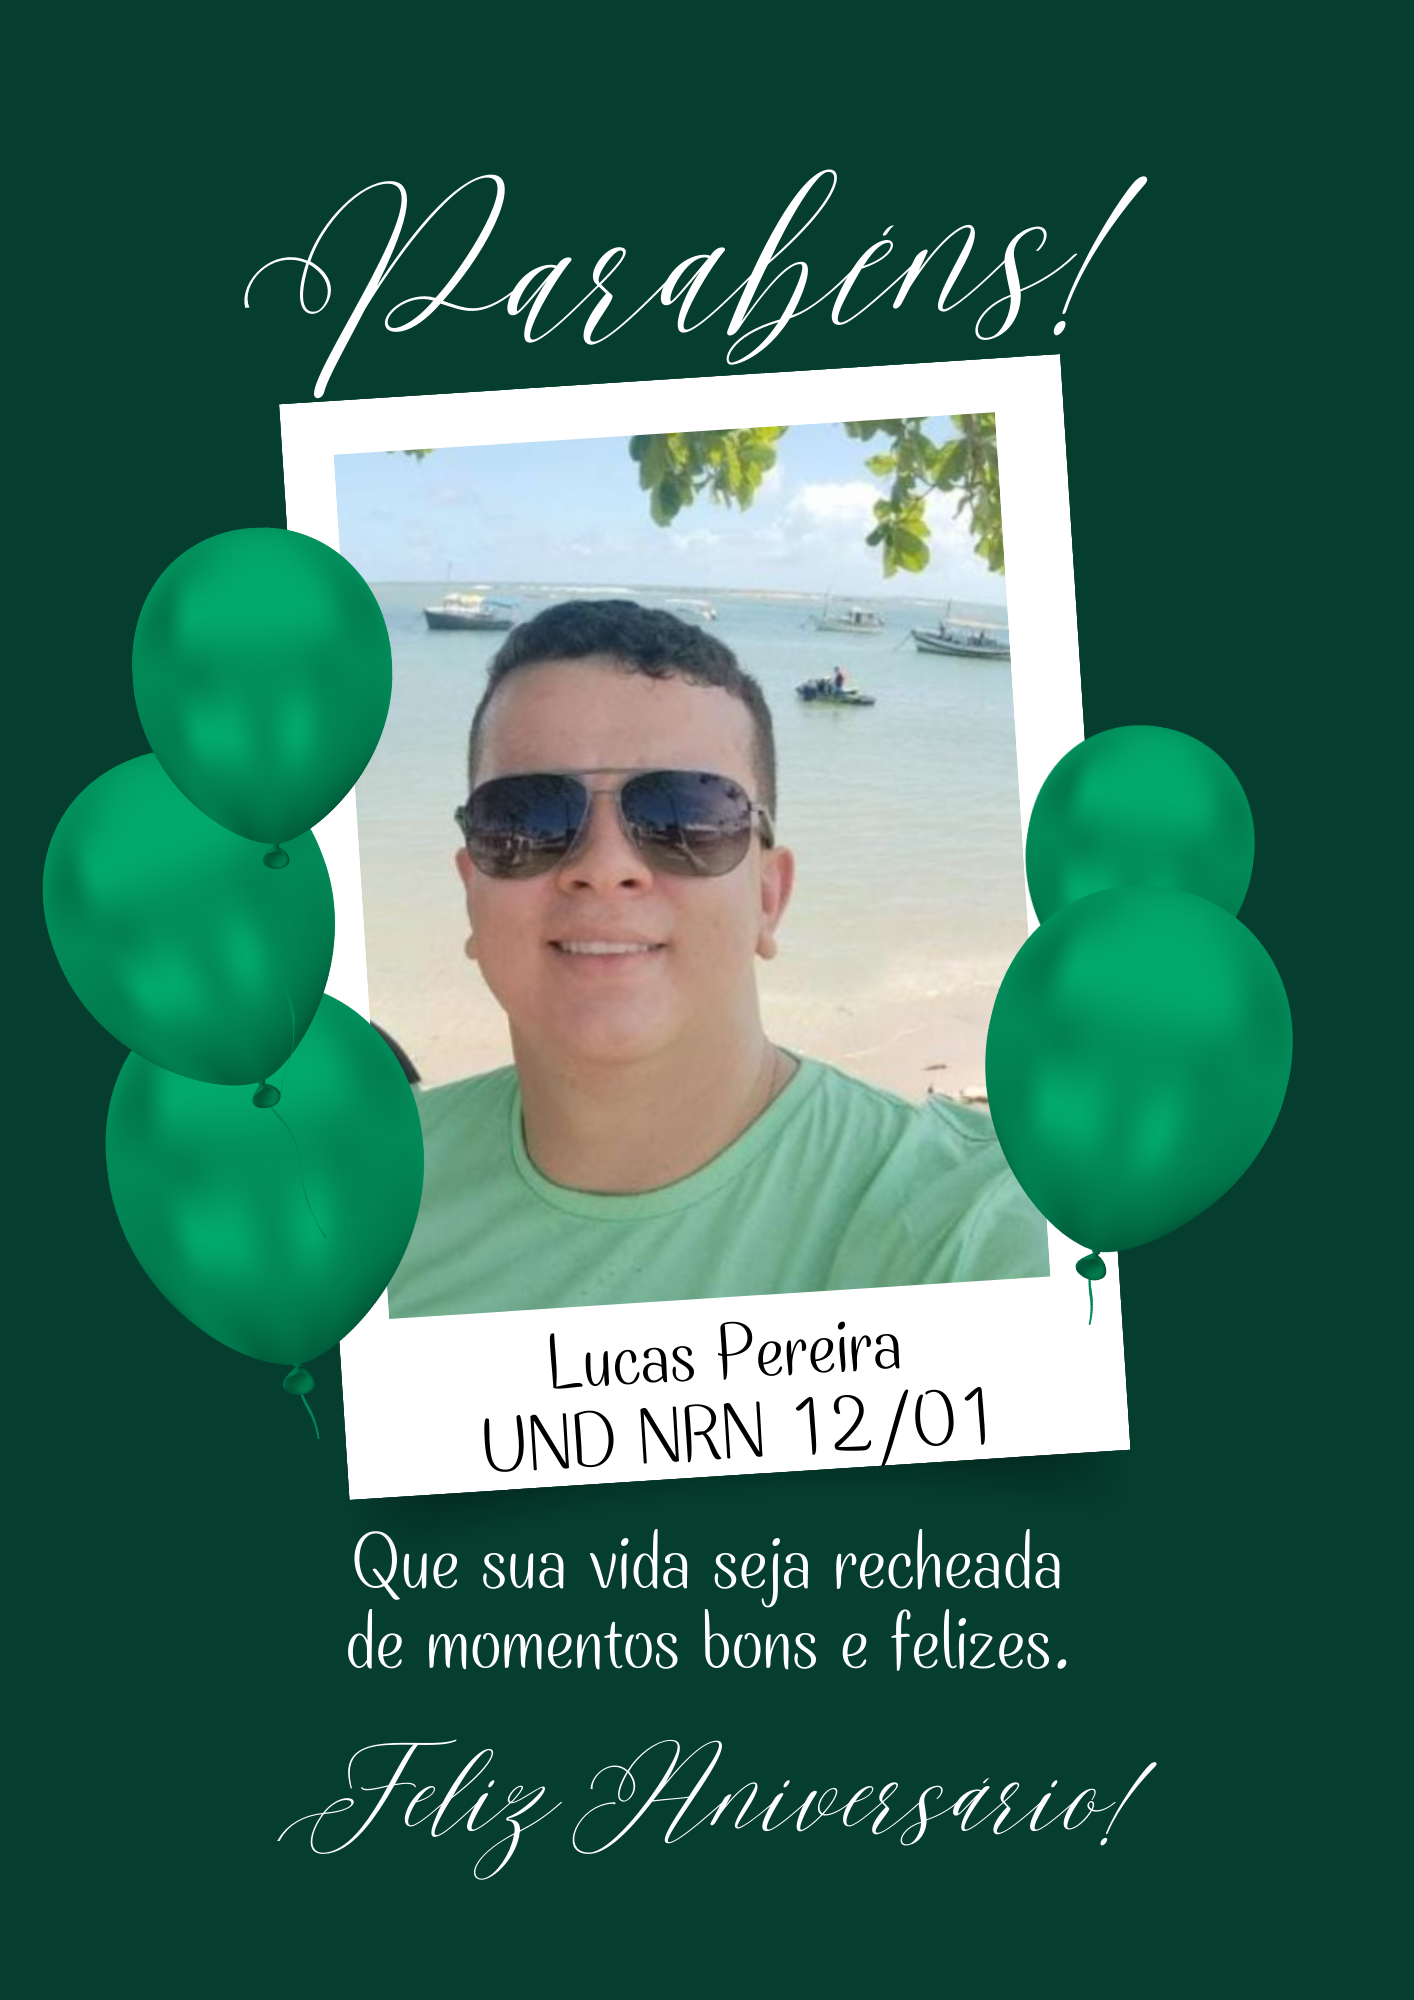 Parabéns!
Lucas Pereira
UND NRN 12/01
Que sua vida seja recheada
de momentos bons e felizes.
Feliz Aniversário!